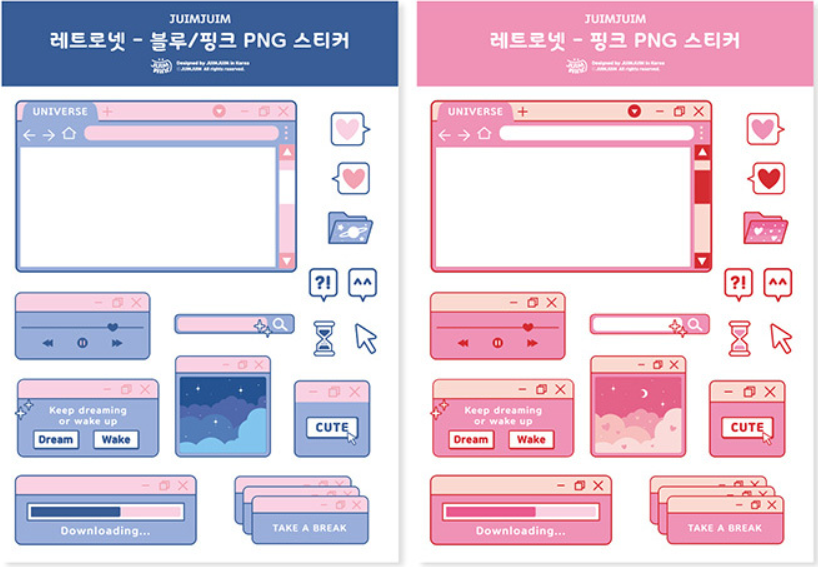 JUIMJUIM
레트로넷 - 블루/핑크 PNG 스티커
Designed by JUIMJUIM in Korea
ⓒ JUIMJUIM All rights reserved.
UNIVERSE
?!
^^
Keep dreaming
or wake up
Dream
Wake
CUTE
Downloading...
TAKE A BREAK
JUIMJUIM
레트로넷 - 핑크 PNG 스티커
Designed by JUIMJUIM in Korea
ⓒ JUIMJUIM All rights reserved.
UNIVERSE
?!
^^
Keep dreaming
or wake up
Dream
Wake
CUTE
Downloading...
TAKE A BREAK